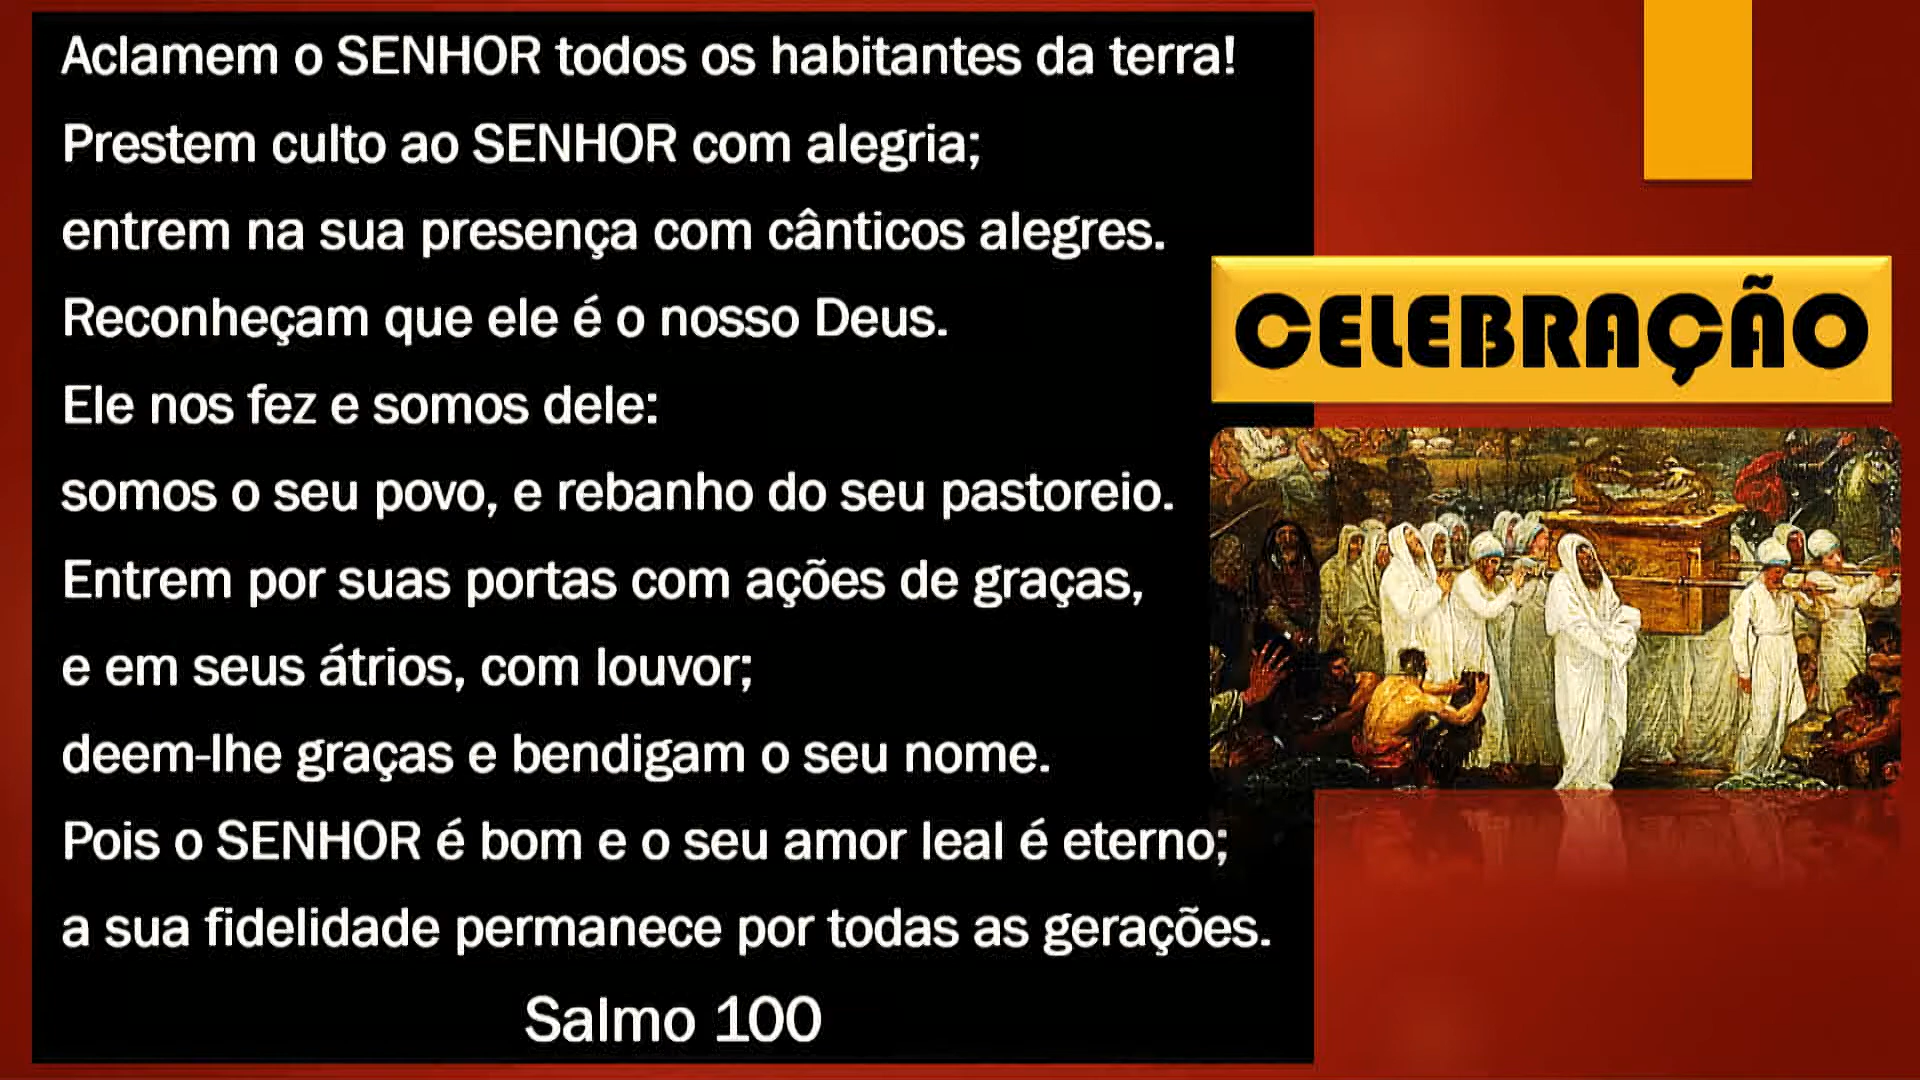 Aclamem o SENHOR todos os habitantes da terra!
Prestem culto ao SENHOR com alegria;
entrem na sua presença com cânticos alegres.
Reconheçam que ele é o nosso Deus.
Ele nos fez e somos dele:
somos o seu povo, e rebanho do seu pastoreio.
Entrem por suas portas com ações de graças,
e em seus átrios, com louvor;
deem-lhe graças e bendigam o seu nome.
Pois o SENHOR é bom e o seu amor leal é eterno;
a sua fidelidade permanece por todas as gerações.
Salmo 100
CELEBRAÇÃO